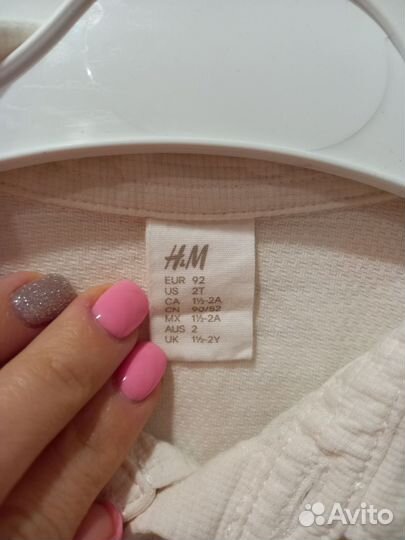 H&M
EUR 92
US 2T
CA 1½-2A
CN 90/52
MX 1½-2A
AUS 2
UK 1½-2Y
Avito